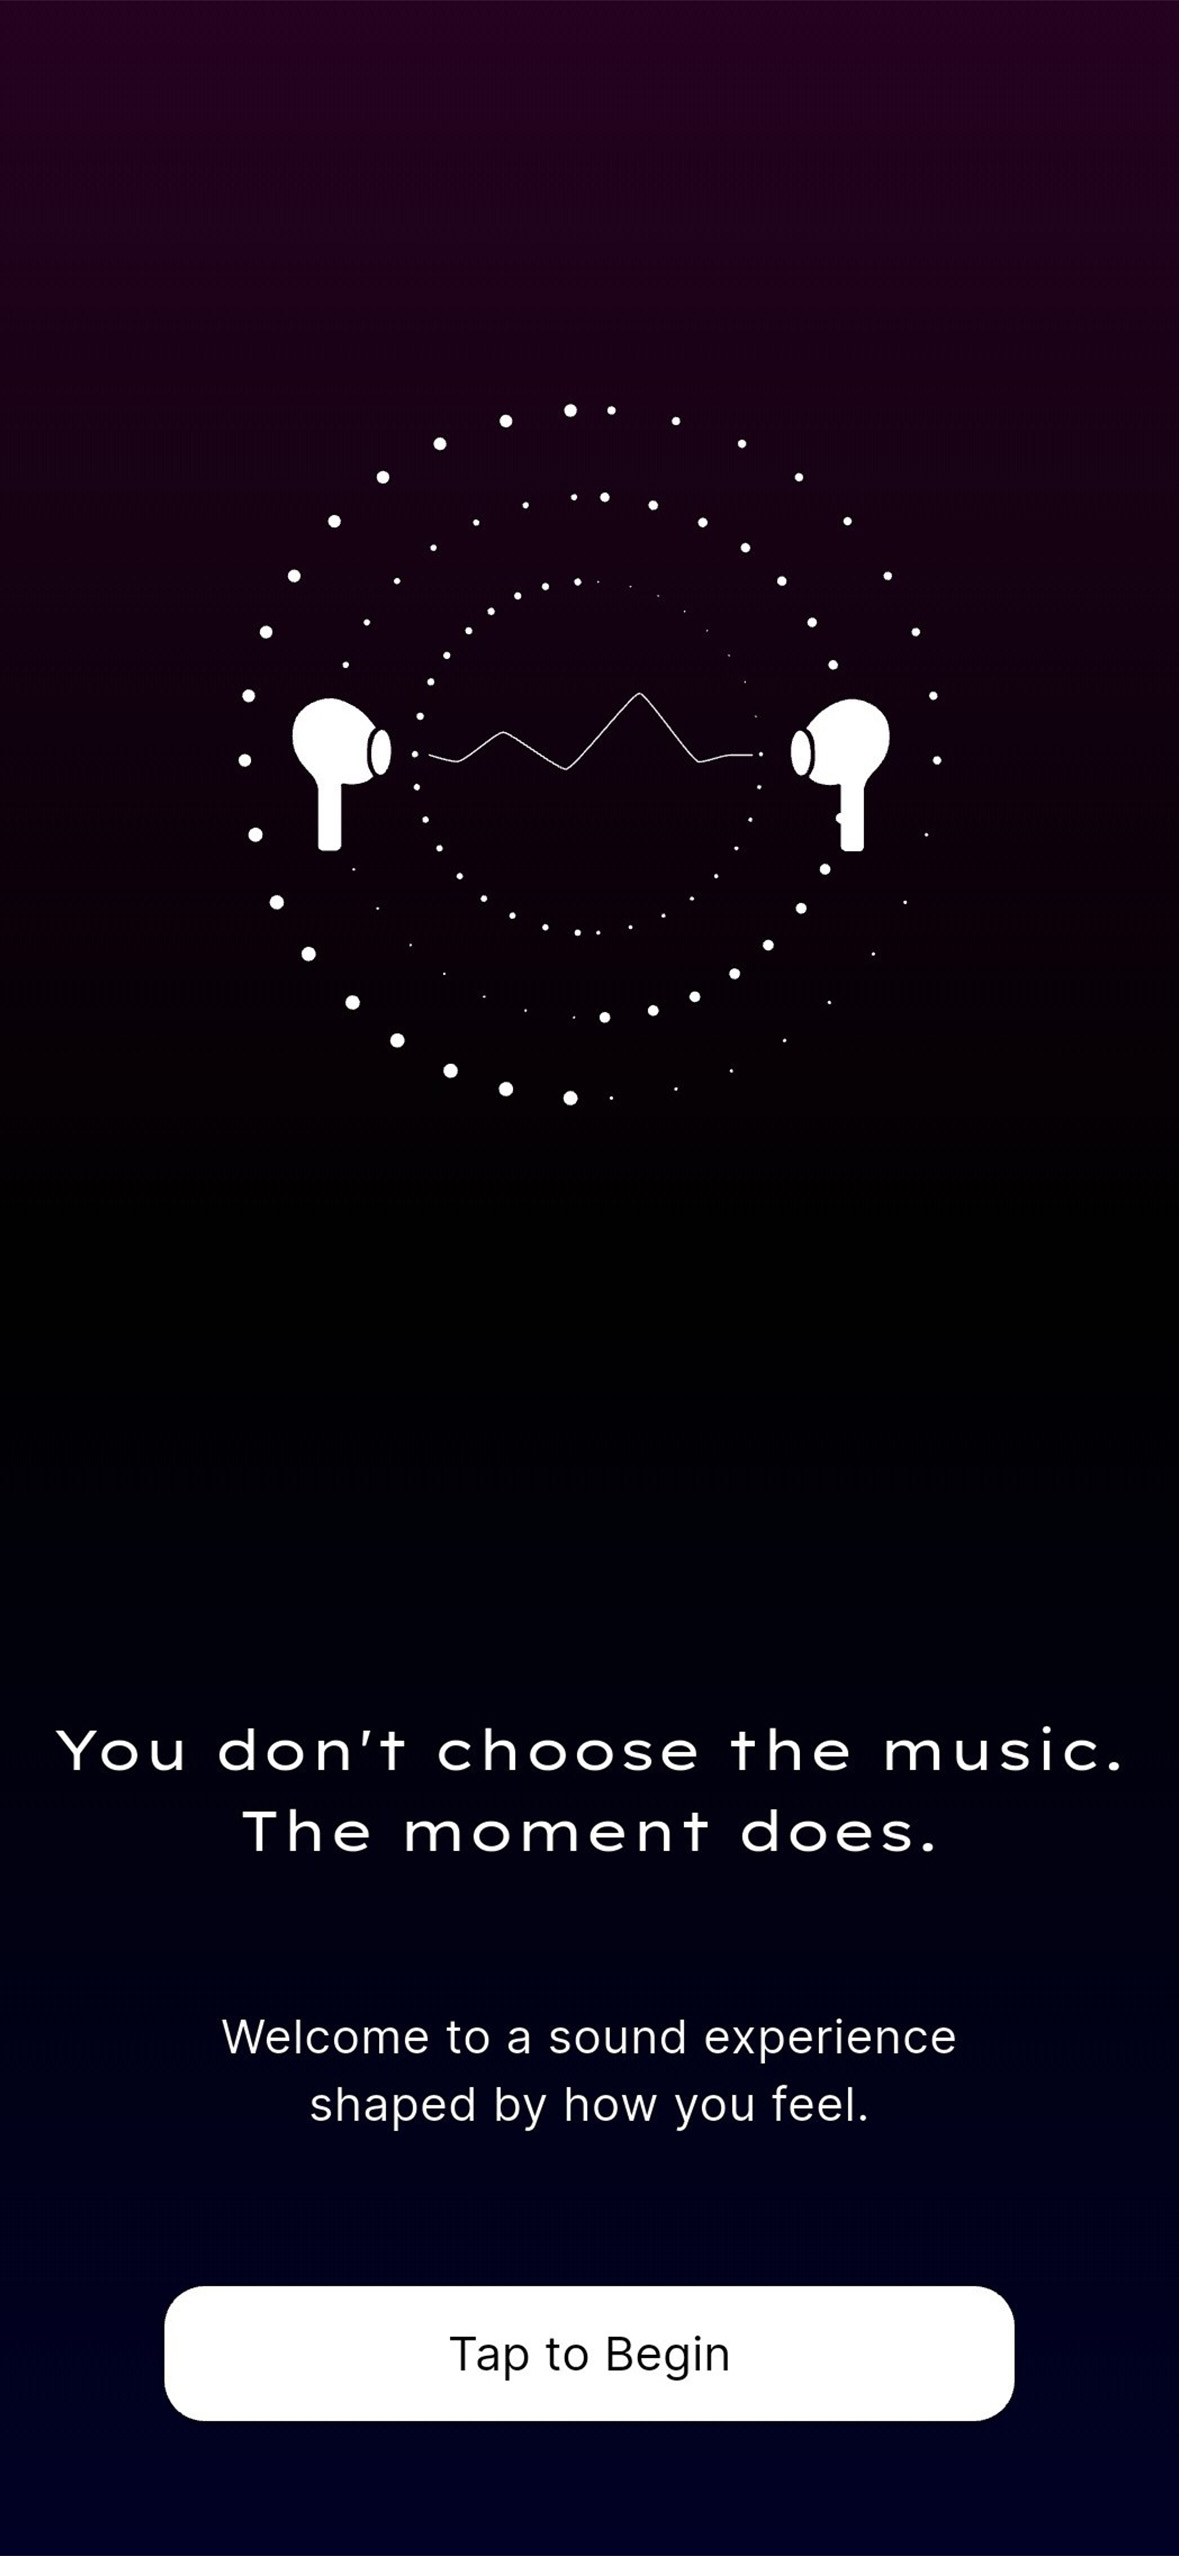 You don't choose the music.
The moment does.
Welcome to a sound experience
shaped by how you feel.
Tap to Begin